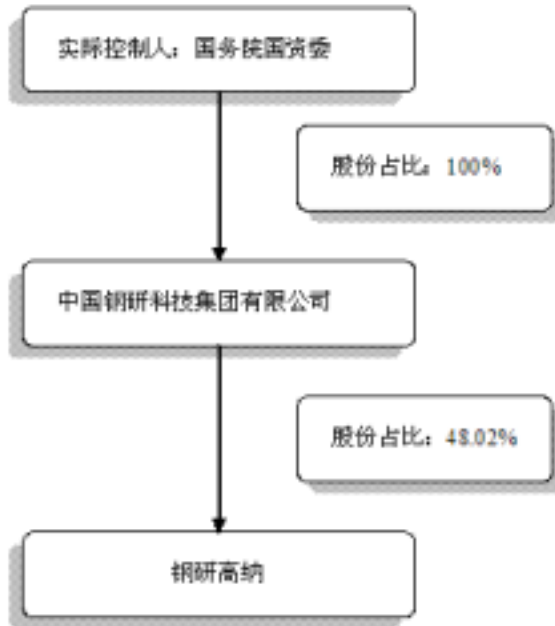 实际控制人：国务院国资委
股份占比：100%
中国钢研科技集团有限公司
股份占比：48.02%
钢研高纳